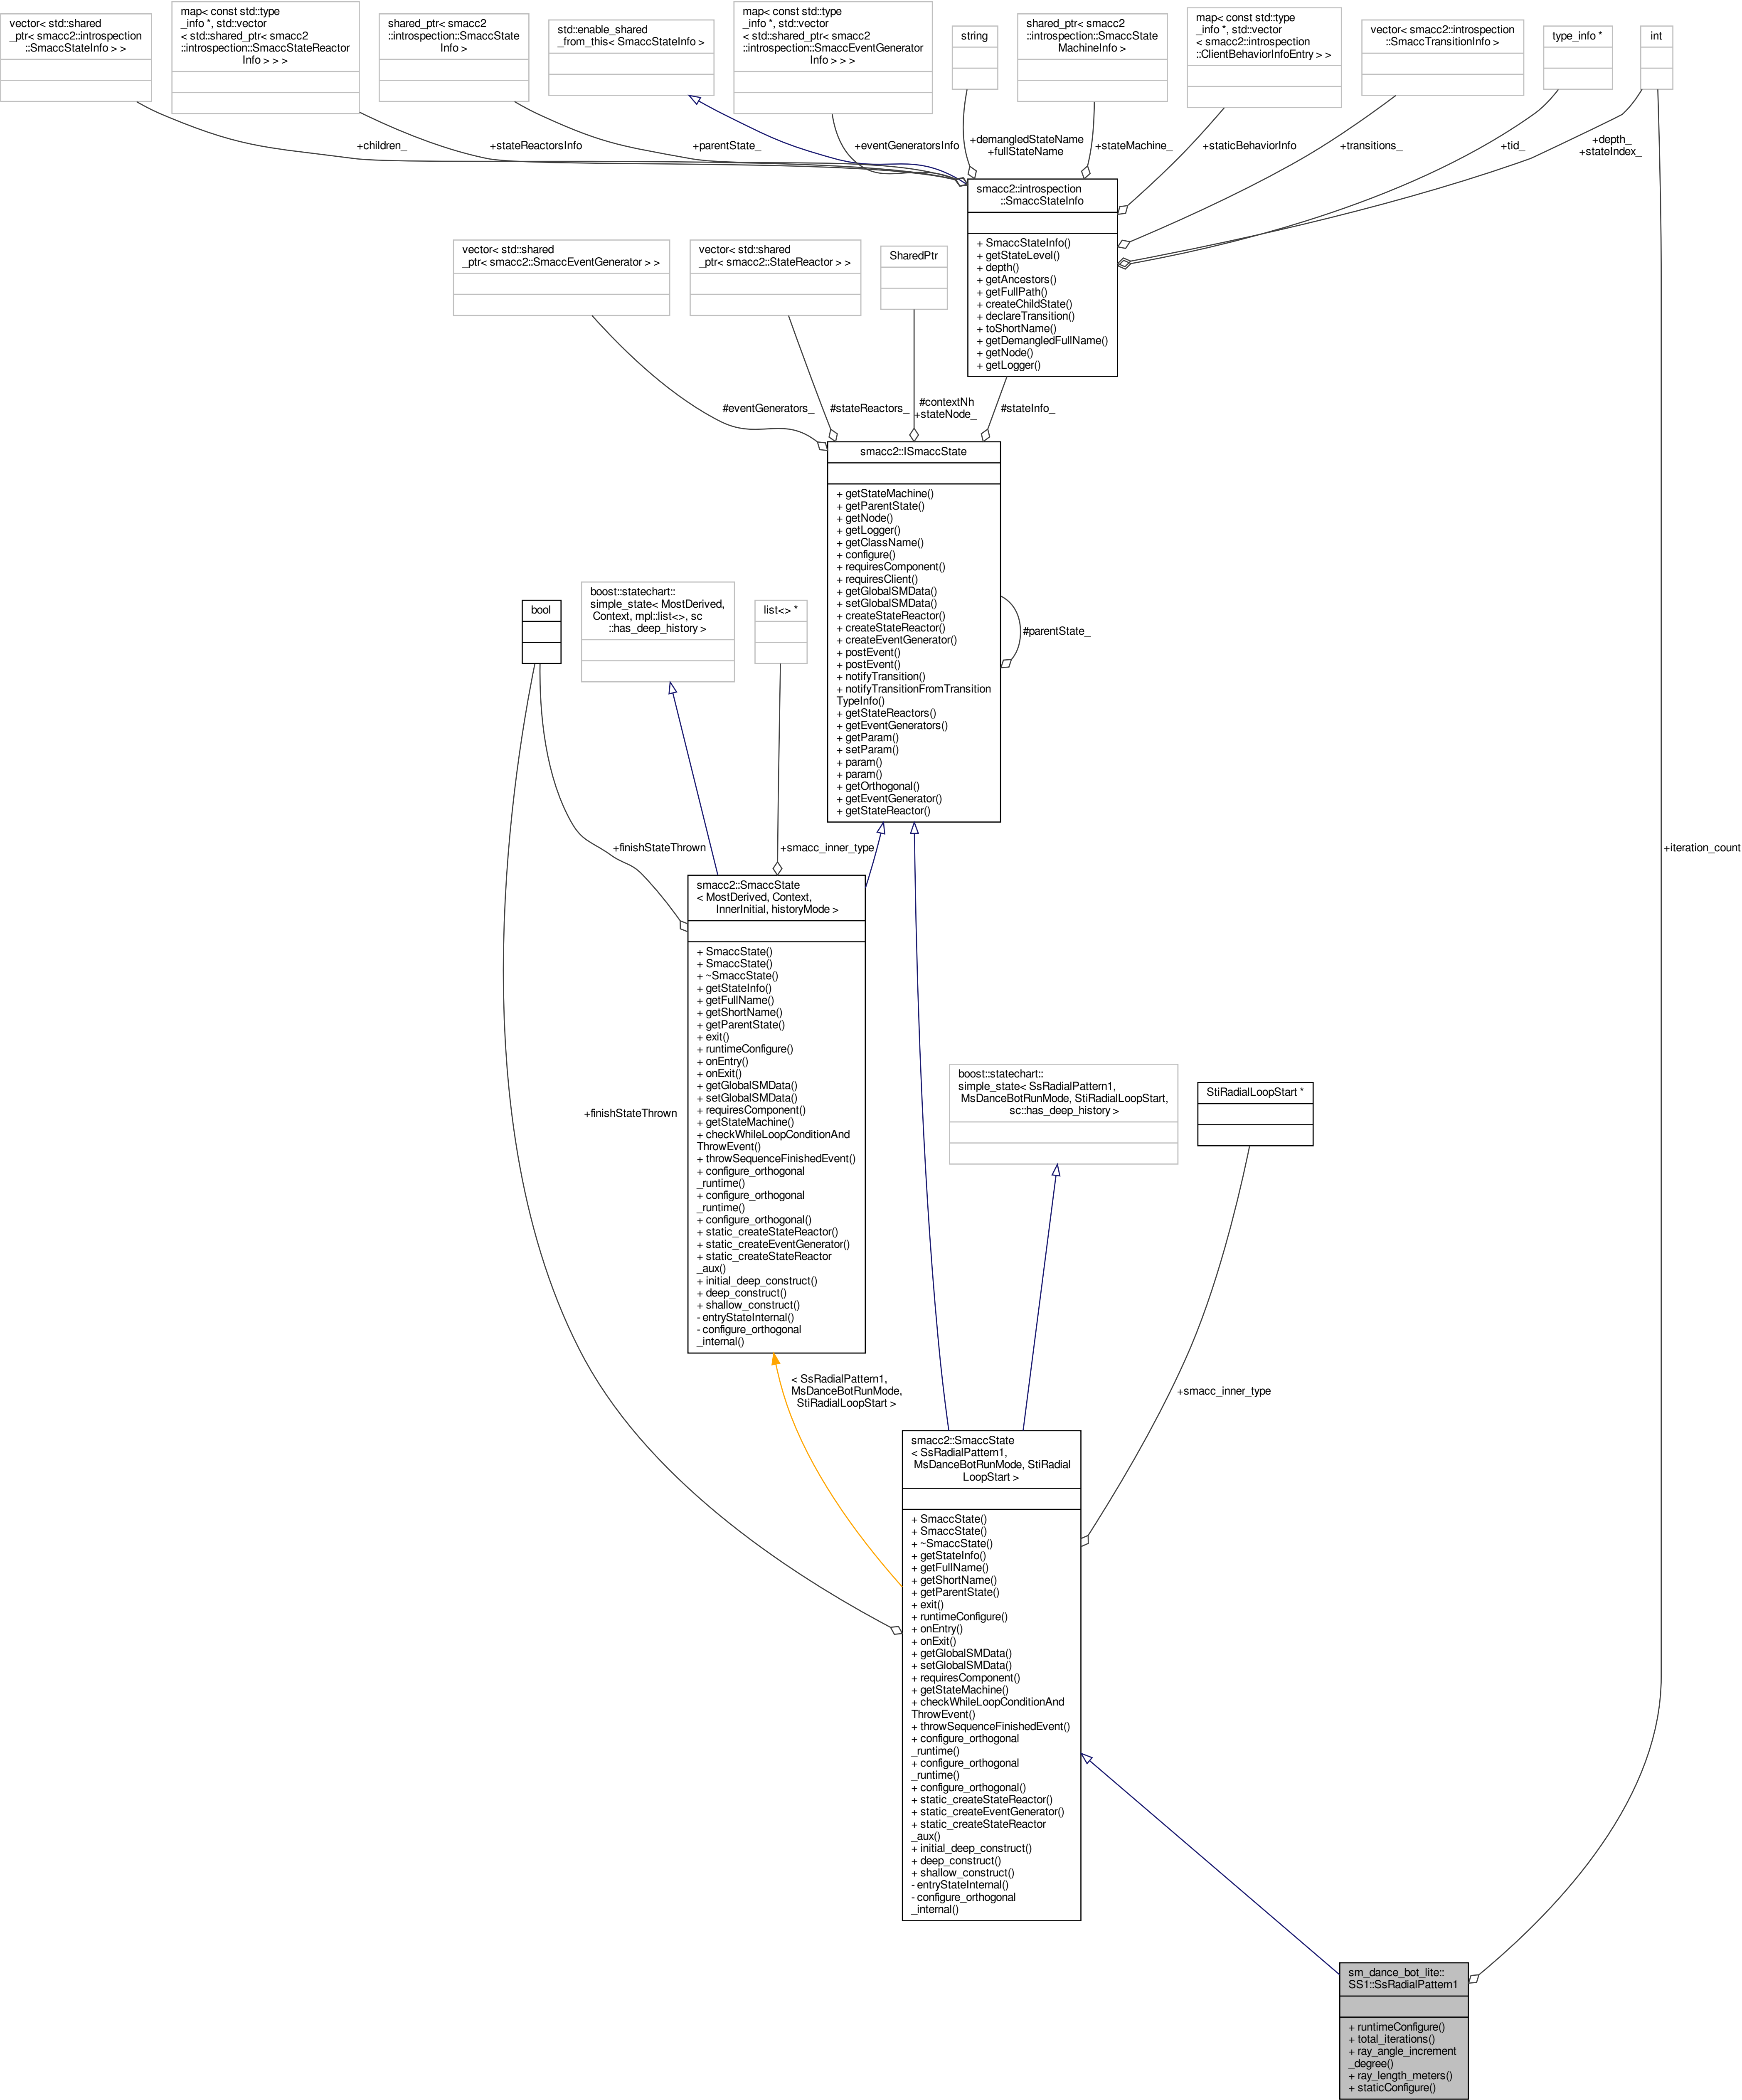 vector< std::shared
_ptr< smacc2::introspection
::SmaccStateInfo > >
map< const std::type
_info *, std::vector
< std::shared_ptr< smacc2
::introspection::SmaccStateReactor
Info > > >
shared_ptr< smacc2
::introspection::SmaccState
Info >
std::enable_shared
_from_this< SmaccStateInfo >
map< const std::type
_info *, std::vector
< std::shared_ptr< smacc2
::introspection::SmaccEventGenerator
Info > > >
string
shared_ptr< smacc2
::introspection::SmaccState
MachineInfo >
map< const std::type
_info *, std::vector
< smacc2::introspection
::ClientBehaviorInfoEntry > >
vector< smacc2::introspection
::SmaccTransitionInfo >
type_info *
int
+children_
+stateReactorsInfo
+parentState_
+eventGeneratorsInfo
+demangledStateName
+fullStateName
+stateMachine_
+staticBehaviorInfo
+transitions_
+tid_
+depth_
+stateIndex_
smacc2::introspection
::SmaccStateInfo
+ SmaccStateInfo()
+ getStateLevel()
+ depth()
+ getAncestors()
+ getFullPath()
+ createChildState()
+ declareTransition()
+ toShortName()
+ getDemangledFullName()
+ getNode()
+ getLogger()
vector< std::shared
_ptr< smacc2::SmaccEventGenerator > >
vector< std::shared
_ptr< smacc2::StateReactor > >
SharedPtr
#eventGenerators_
#stateReactors_
#contextNh
+stateNode_
#stateInfo_
smacc2::ISmaccState
+ getStateMachine()
+ getParentState()
+ getNode()
+ getLogger()
+ getClassName()
+ configure()
+ requiresComponent()
+ requiresClient()
+ getGlobalSMData()
+ setGlobalSMData()
+ createStateReactor()
+ createStateReactor()
+ createEventGenerator()
+ postEvent()
+ postEvent()
+ notifyTransition()
+ notifyTransitionFromTransition
TypeInfo()
+ getStateReactors()
+ getEventGenerators()
+ getParam()
+ setParam()
+ param()
+ param()
+ getOrthogonal()
+ getEventGenerator()
+ getStateReactor()
#parentState_
bool
boost::statechart::
simple_state< MostDerived,
Context, mpl::list<>, sc
::has_deep_history >
list<> *
+finishStateThrown
+smacc_inner_type
+iteration_count
smacc2::SmaccState
< MostDerived, Context,
InnerInitial, historyMode >
+ SmaccState()
+ SmaccState()
+ ~SmaccState()
+ getStateInfo()
+ getFullName()
+ getShortName()
+ getParentState()
+ exit()
+ runtimeConfigure()
+ onEntry()
+ onExit()
+ getGlobalSMData()
+ setGlobalSMData()
+ requiresComponent()
+ getStateMachine()
+ checkWhileLoopConditionAnd
ThrowEvent()
+ throwSequenceFinishedEvent()
+ configure_orthogonal
_runtime()
+ configure_orthogonal
_runtime()
+ configure_orthogonal()
+ static_createStateReactor()
+ static_createEventGenerator()
+ static_createStateReactor
_aux()
+ initial_deep_construct()
+ deep_construct()
+ shallow_construct()
- entryStateInternal()
- configure_orthogonal
_internal()
+finishStateThrown
boost::statechart::
simple_state< SsRadialPattern1,
MsDanceBotRunMode, StiRadialLoopStart,
sc::has_deep_history >
StiRadialLoopStart *
< SsRadialPattern1,
MsDanceBotRunMode,
StiRadialLoopStart >
+smacc_inner_type
smacc2::SmaccState
< SsRadialPattern1,
MsDanceBotRunMode, StiRadial
LoopStart >
+ SmaccState()
+ SmaccState()
+ ~SmaccState()
+ getStateInfo()
+ getFullName()
+ getShortName()
+ getParentState()
+ exit()
+ runtimeConfigure()
+ onEntry()
+ onExit()
+ getGlobalSMData()
+ setGlobalSMData()
+ requiresComponent()
+ getStateMachine()
+ checkWhileLoopConditionAnd
ThrowEvent()
+ throwSequenceFinishedEvent()
+ configure_orthogonal
_runtime()
+ configure_orthogonal
_runtime()
+ configure_orthogonal()
+ static_createStateReactor()
+ static_createEventGenerator()
+ static_createStateReactor
_aux()
+ initial_deep_construct()
+ deep_construct()
+ shallow_construct()
- entryStateInternal()
- configure_orthogonal
_internal()
sm_dance_bot_lite::
SS1::SsRadialPattern1
+ runtimeConfigure()
+ total_iterations()
+ ray_angle_increment
_degree()
+ ray_length_meters()
+ staticConfigure()